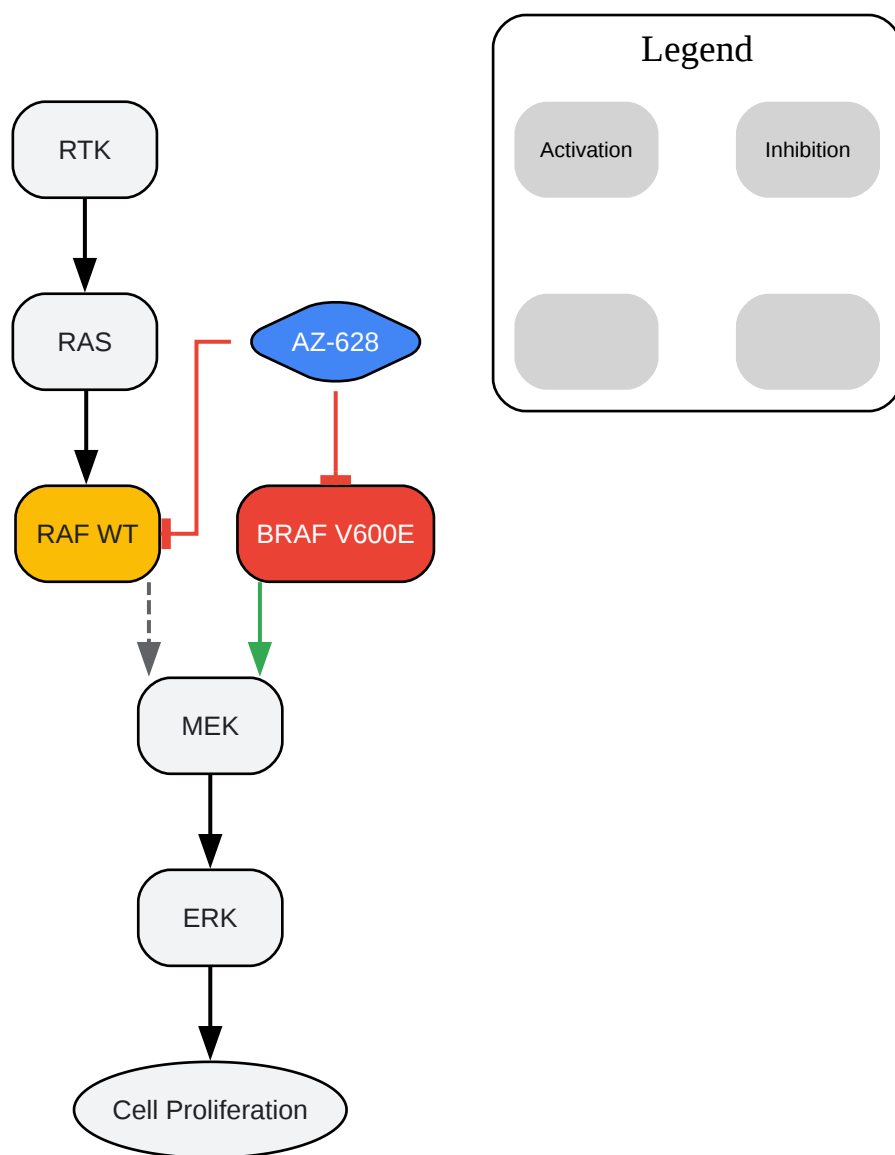 Legend
RTK
Activation
Inhibition
RAS
AZ-628
RAF WT
BRAF V600E
MEK
ERK
Cell Proliferation